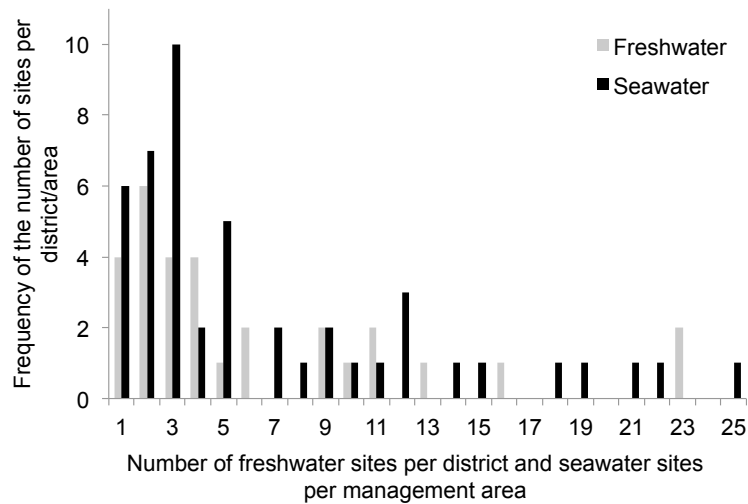 Frequency of the number of sites per
district/area
10
8
6
4
2
0
Freshwater
Seawater
1 3 5 7 9 11 13 15 17 19 21 23 25
Number of freshwater sites per district and seawater sites
per management area